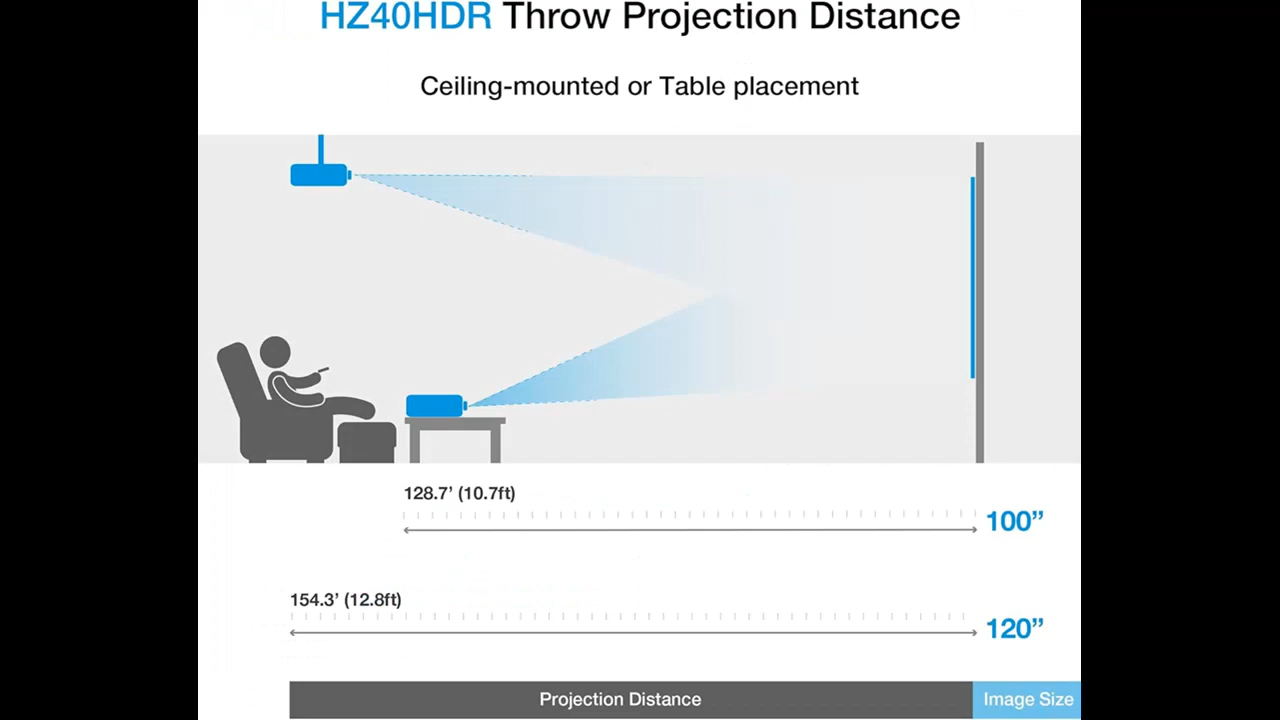 HZ40HDR Throw Projection Distance
Ceiling-mounted or Table placement
128.7’ (10.7ft)
100”
154.3’ (12.8ft)
120”
Projection Distance
Image Size